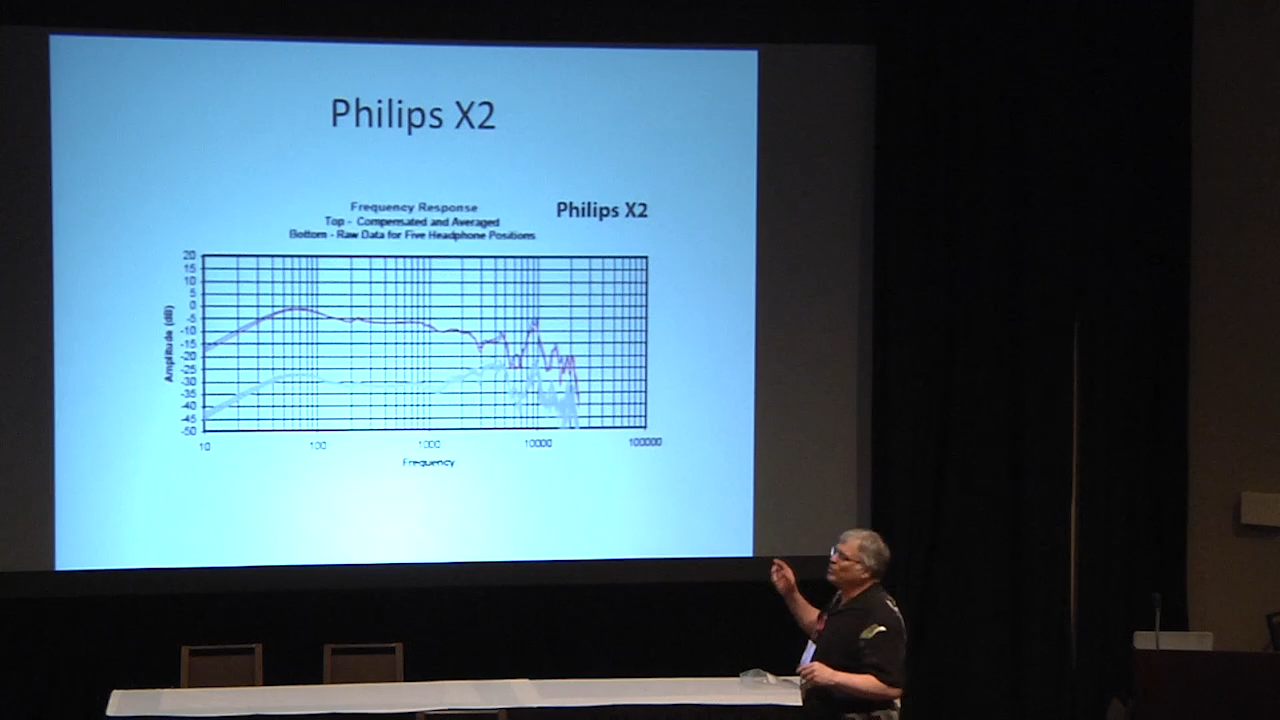 Philips X2
Frequency Response
Philips X2
Top - Compensated and Averaged
Bottom - Raw Data for Five Headphone Positions
20
15
10
5
0
-5
-10
-15
-20
-25
-30
-35
-40
-45
-50
Amplitude (dB)
10 100 1000 10000 100000
Frequency